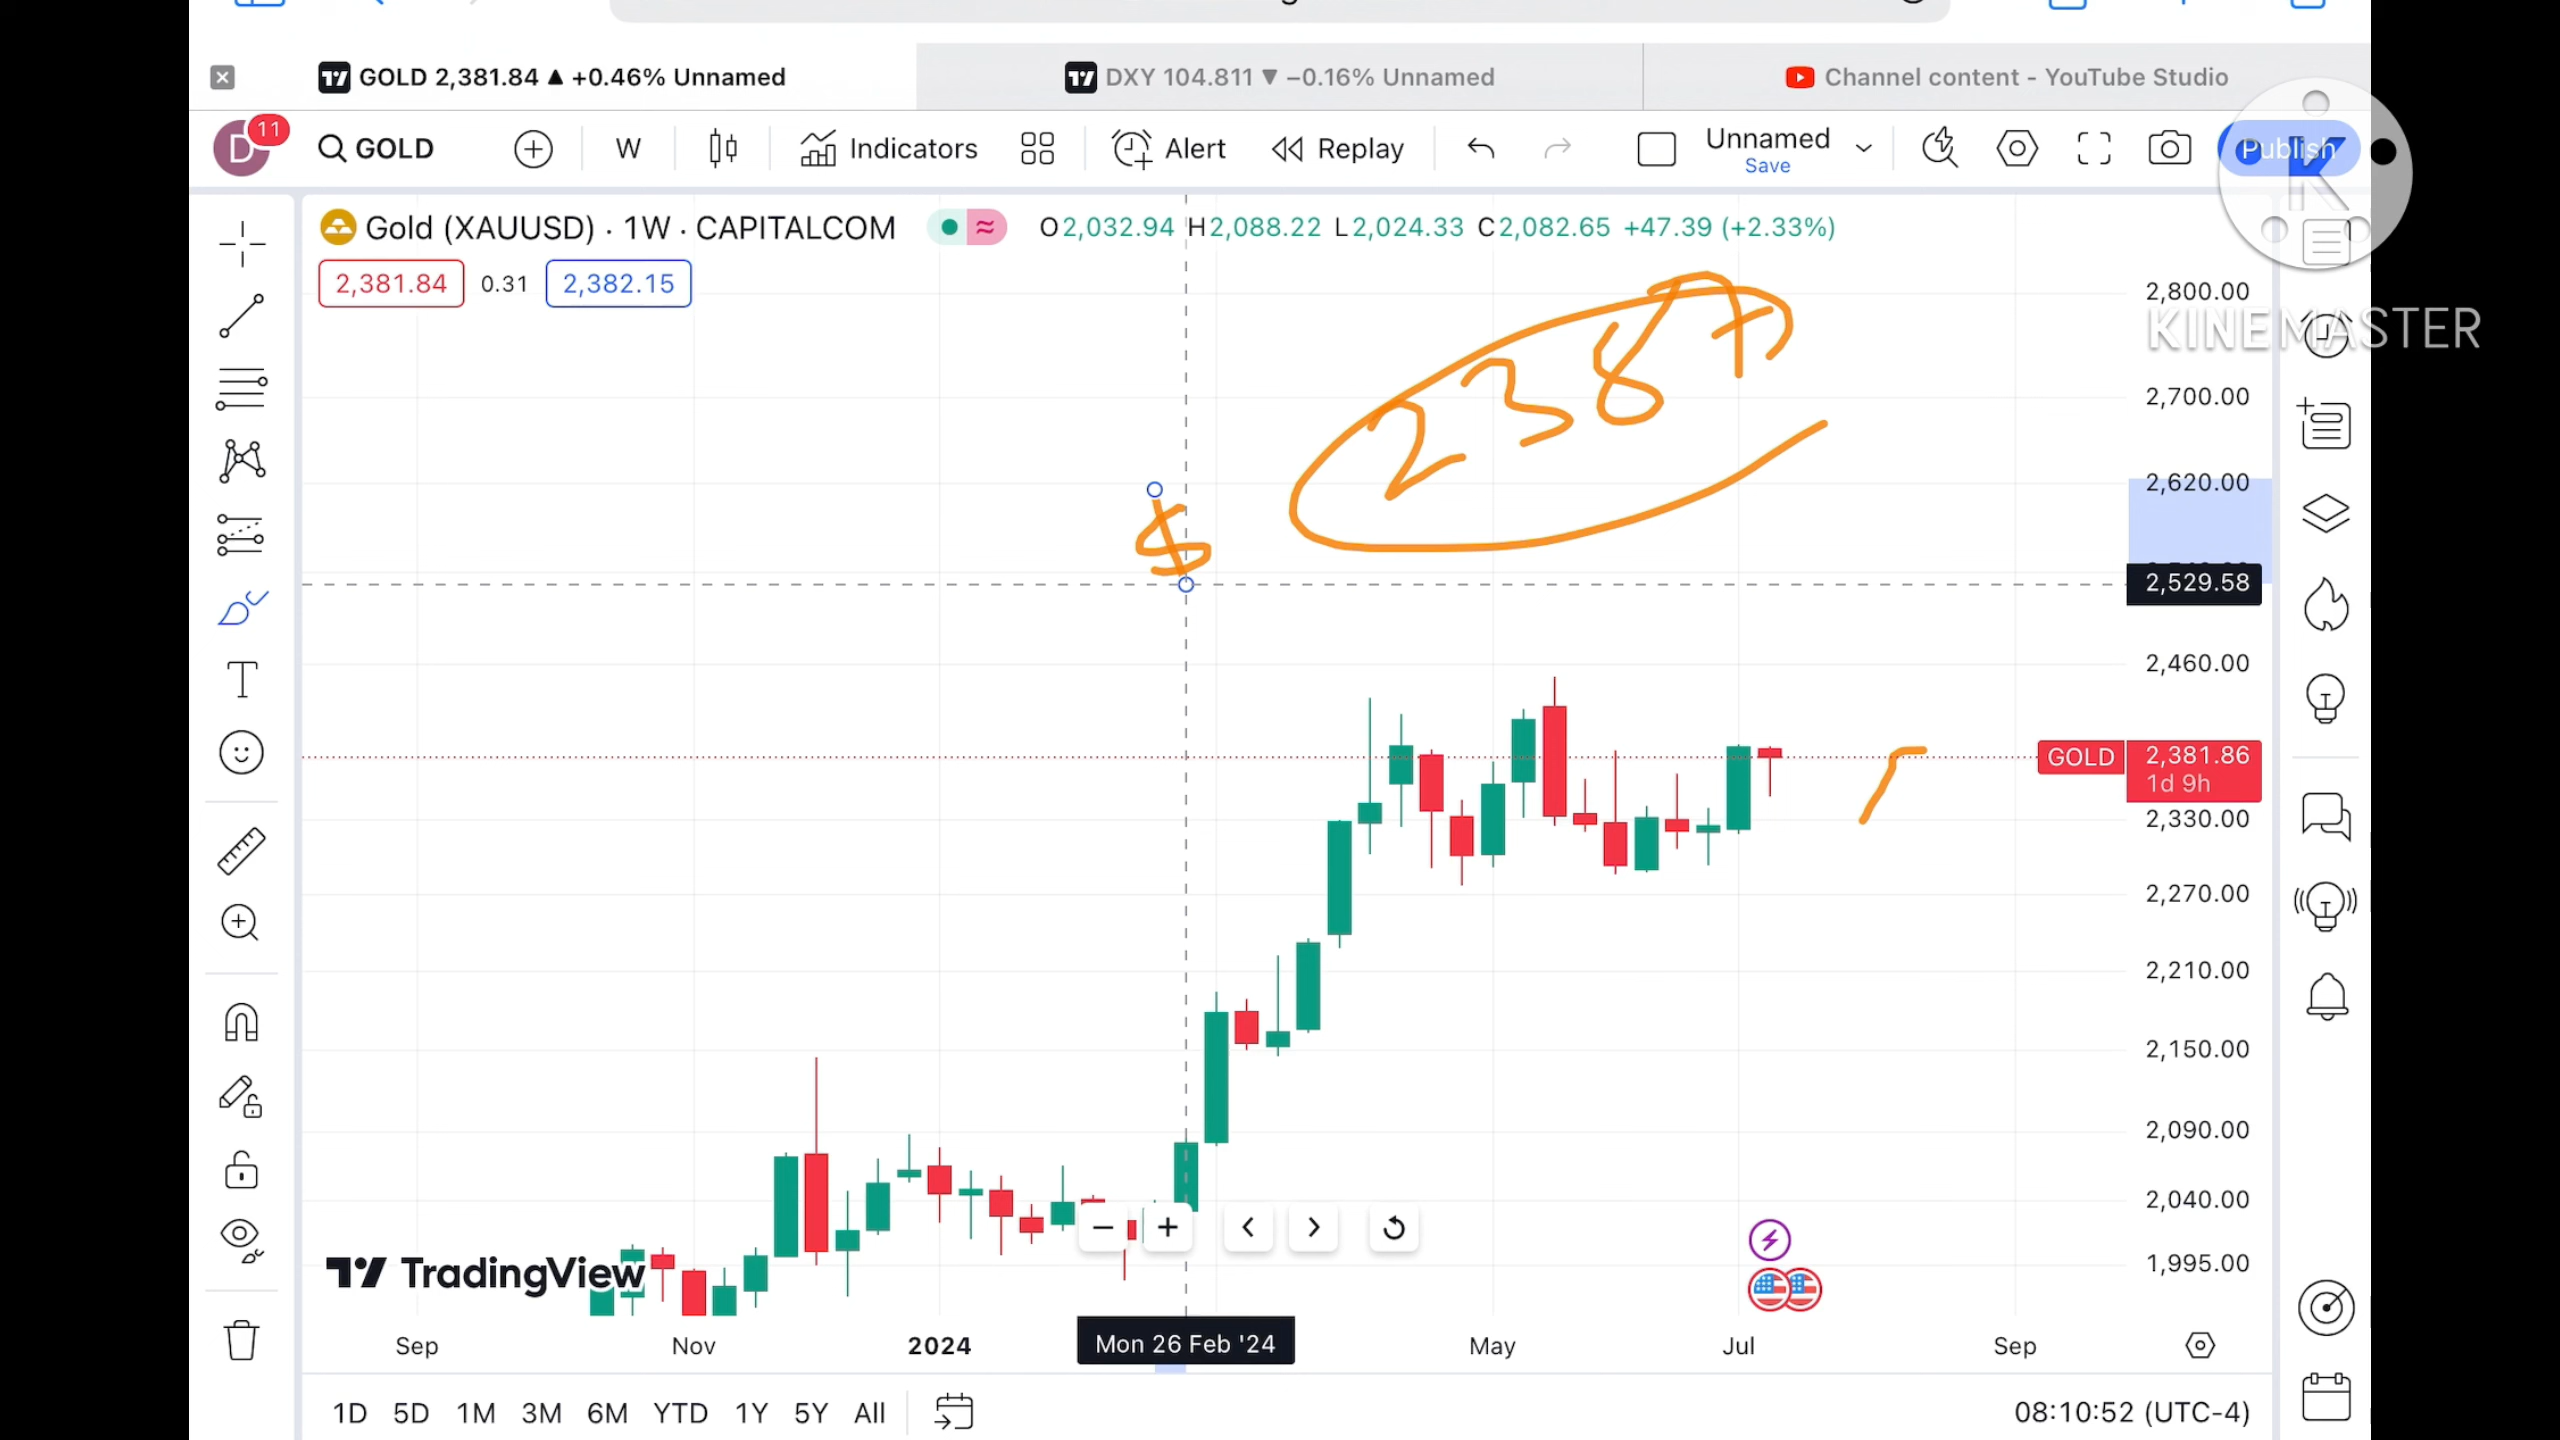 GOLD 2,381.84 ▲ +0.46% Unnamed
DXY 104.811 ▼ −0.16% Unnamed
Channel content - YouTube Studio
D
11
GOLD
W
Indicators
Alert
Replay
Unnamed
Save
Publish
K
KINEMASTER
Gold (XAUUSD) · 1W · CAPITALCOM
O2,032.94 H2,088.22 L2,024.33 C2,082.65 +47.39 (+2.33%)
2,381.84
0.31
2,382.15
2387
$
2,800.00
2,700.00
2,620.00
2,529.58
2,460.00
GOLD
2,381.86
1d 9h
2,330.00
2,270.00
2,210.00
2,150.00
2,090.00
2,040.00
1,995.00
TradingView
Sep
Nov
2024
Mon 26 Feb '24
May
Jul
Sep
1D 5D 1M 3M 6M YTD 1Y 5Y All
08:10:52 (UTC-4)